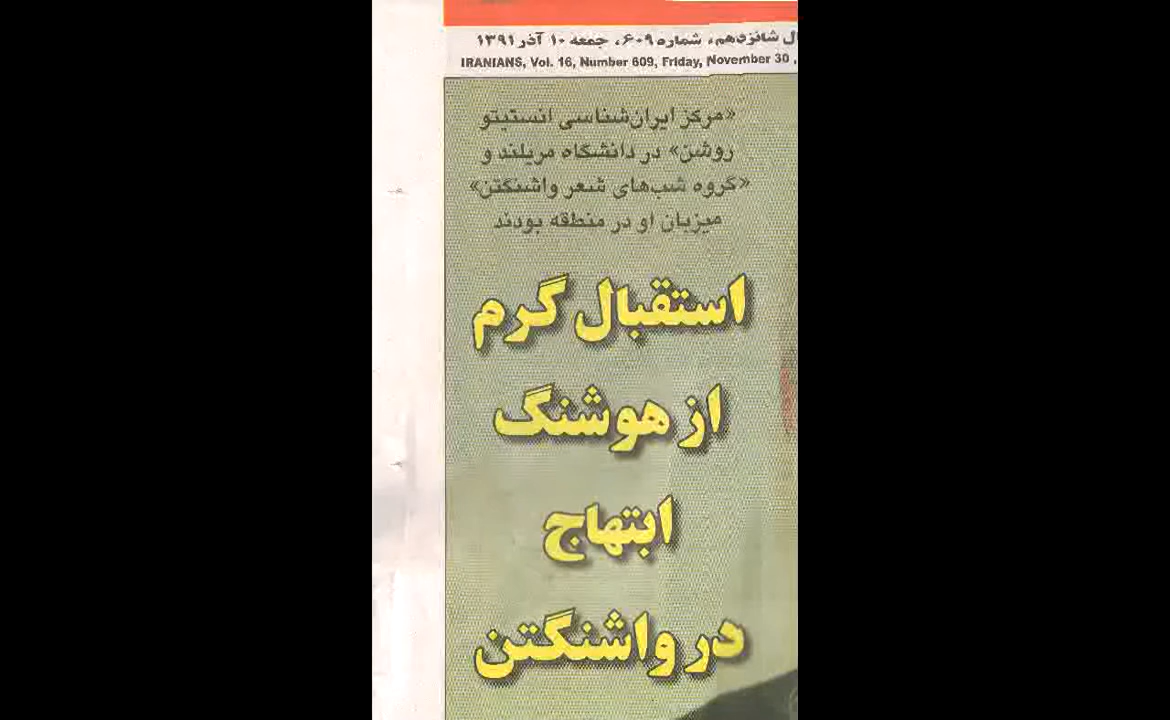 ال شانزدهم، شماره ۶۰۹، جمعه ۱۰ آذر ۱۳۹۱
IRANIANS, Vol. 16, Number 609, Friday, November 30 ,
«مرکز ایران‌شناسی انستیتو
روشن» در دانشگاه مریلند و
«گروه شب‌های شعر واشنگتن»
میزبان او در منطقه بودند
استقبال گرم
از هوشنگ
ابتهاج
در واشنگتن